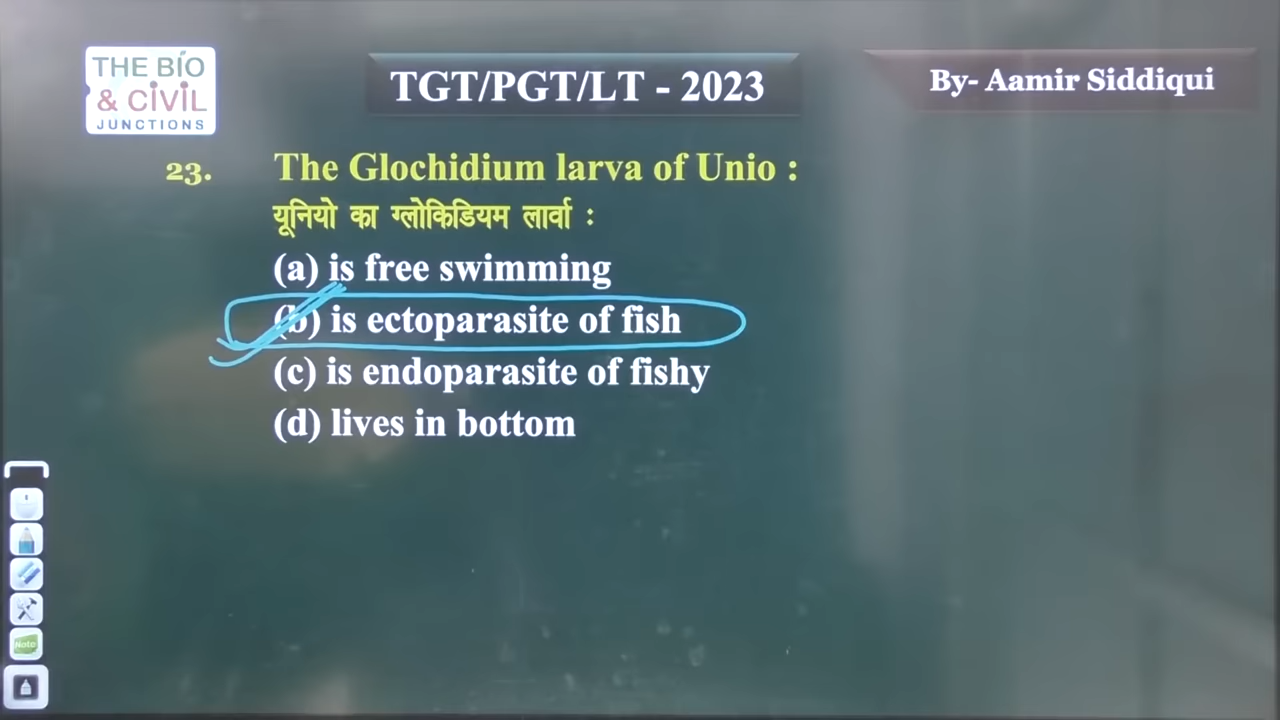 THE BIO
& CIVIL
JUNCTIONS
TGT/PGT/LT - 2023
By- Aamir Siddiqui
23. The Glochidium larva of Unio :
यूनियो का ग्लोकिडियम लार्वा :
(a) is free swimming
(b) is ectoparasite of fish
(c) is endoparasite of fishy
(d) lives in bottom
Note